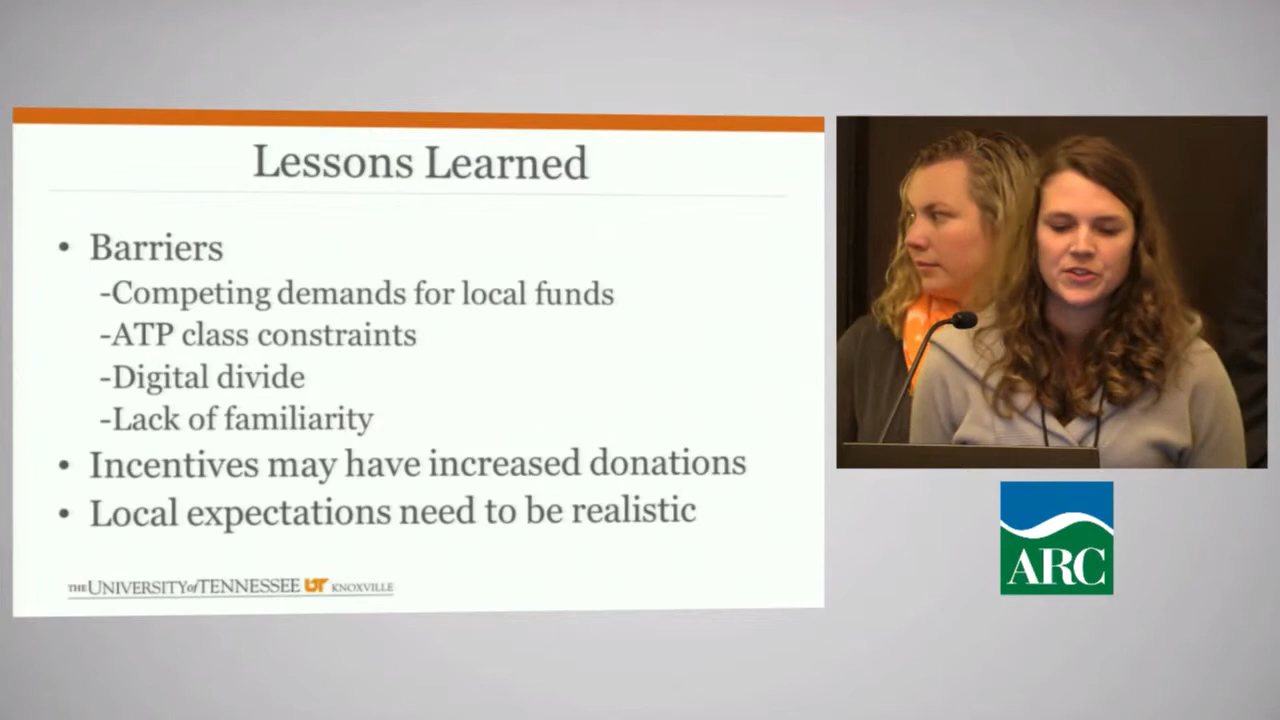 Lessons Learned
• Barriers
-Competing demands for local funds
-ATP class constraints
-Digital divide
-Lack of familiarity
• Incentives may have increased donations
• Local expectations need to be realistic
THE UNIVERSITY of TENNESSEE UT KNOXVILLE
ARC